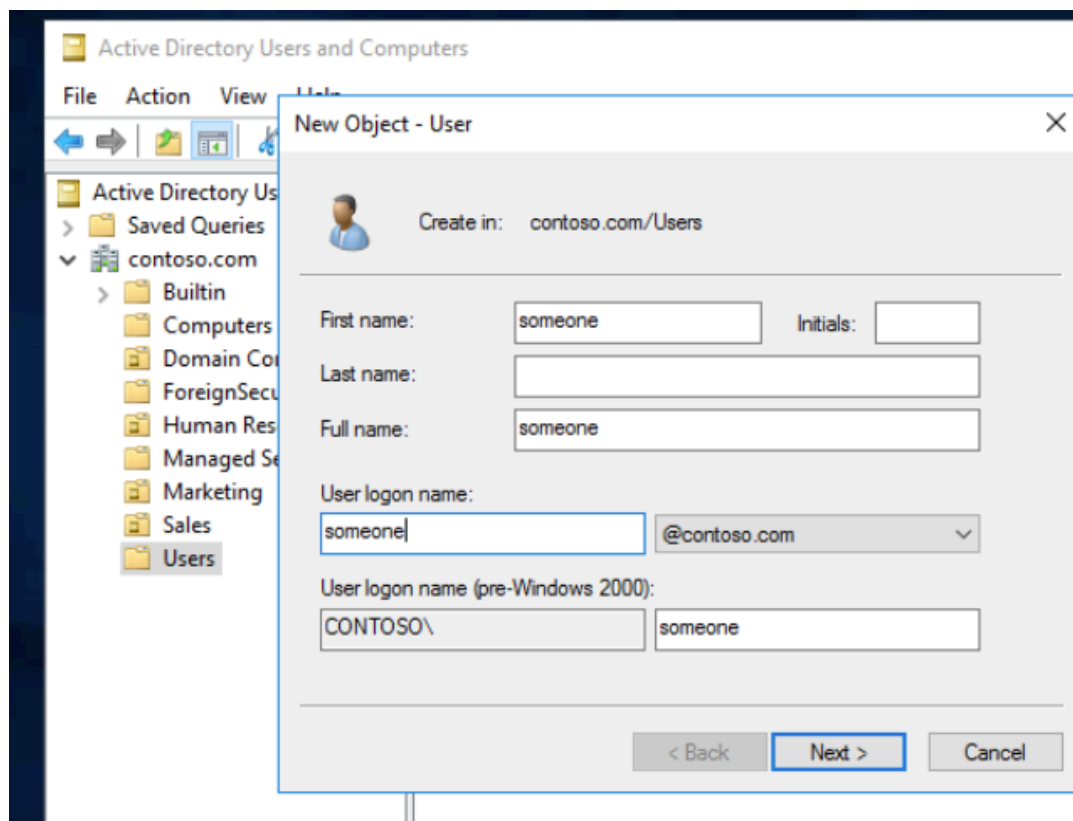 Active Directory Users and Computers
File Action View Help
New Object - User
Active Directory Us
Saved Queries
contoso.com
Builtin
Computers
Domain Cor
ForeignSecu
Human Res
Managed Se
Marketing
Sales
Users
Create in: contoso.com/Users
First name: someone Initials:
Last name:
Full name: someone
User logon name:
someone @contoso.com
User logon name (pre-Windows 2000):
CONTOSO\ someone
< Back Next > Cancel